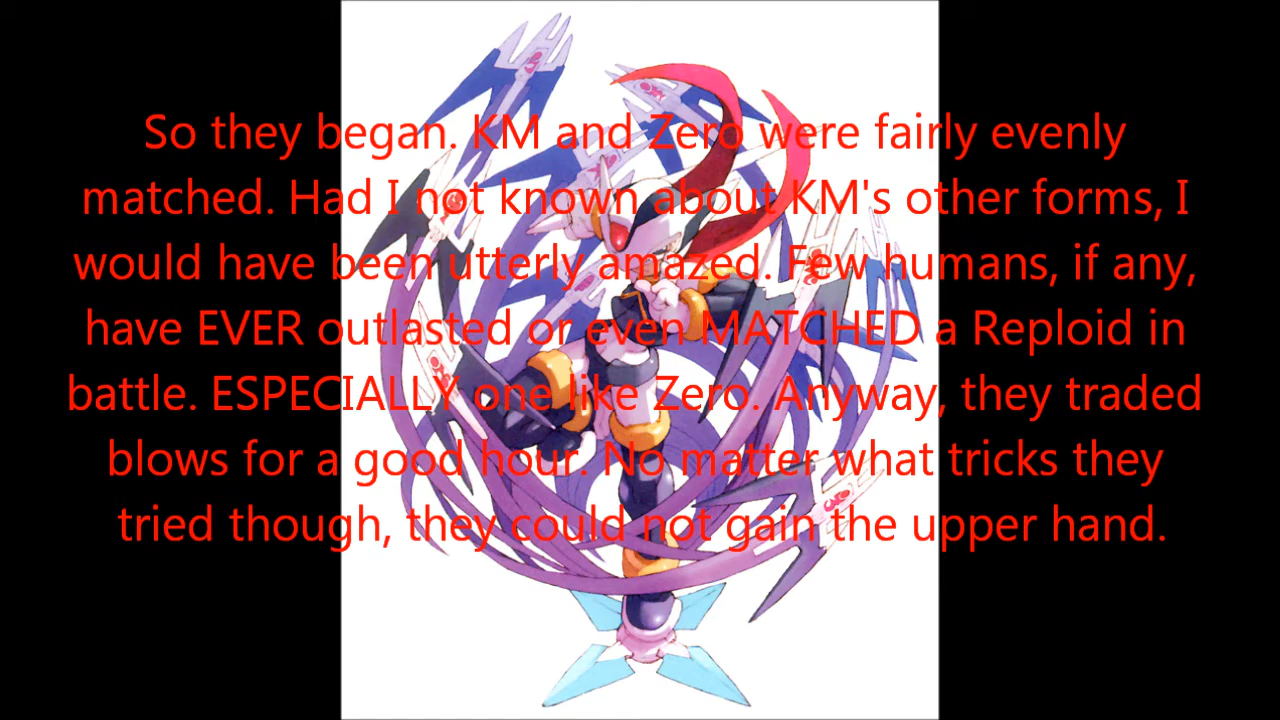 So they began. KM and Zero were fairly evenly
matched. Had I not known about KM's other forms, I
would have been utterly amazed. Few humans, if any,
have EVER outlasted or even MATCHED a Reploid in
battle. ESPECIALLY one like Zero. Anyway, they traded
blows for a good hour. No matter what tricks they
tried though, they could not gain the upper hand.